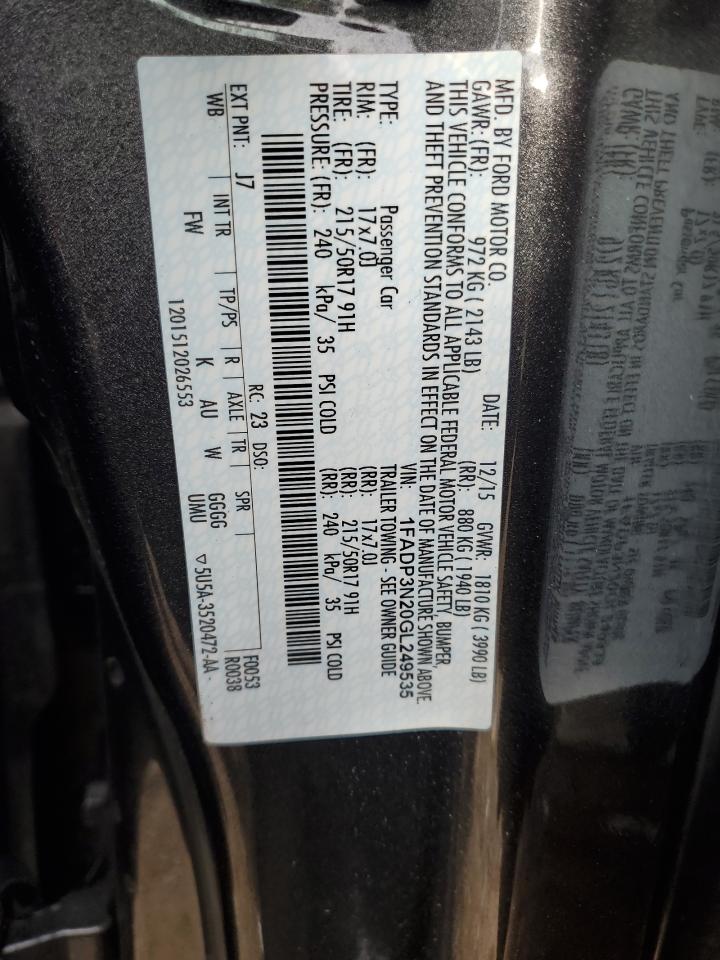 MFD. BY FORD MOTOR CO. DATE: 12/15 GVWR: 1810 KG ( 3990 LB)
GAWR: (FR): 972 KG ( 2143 LB) (RR): 880 KG ( 1940 LB)
THIS VEHICLE CONFORMS TO ALL APPLICABLE FEDERAL MOTOR VEHICLE SAFETY, BUMPER,
AND THEFT PREVENTION STANDARDS IN EFFECT ON THE DATE OF MANUFACTURE SHOWN ABOVE.
VIN: 1FADP3N20GL249535
TYPE: Passenger Car TRAILER TOWING - SEE OWNER GUIDE
RIM: (FR): 17x7.0J (RR): 17x7.0J
TIRE: (FR): 215/50R17 91H (RR): 215/50R17 91H
PRESSURE: (FR): 240 kPa/ 35 PSI COLD (RR): 240 kPa/ 35 PSI COLD
EXT PNT: J7 RC: 23 DSO: F0053
WB INT TR TP/PS R AXLE TR SPR R0038
FW K AU W GGGG
UMU
1201512026553 ▽5U5A-3520472-AA -